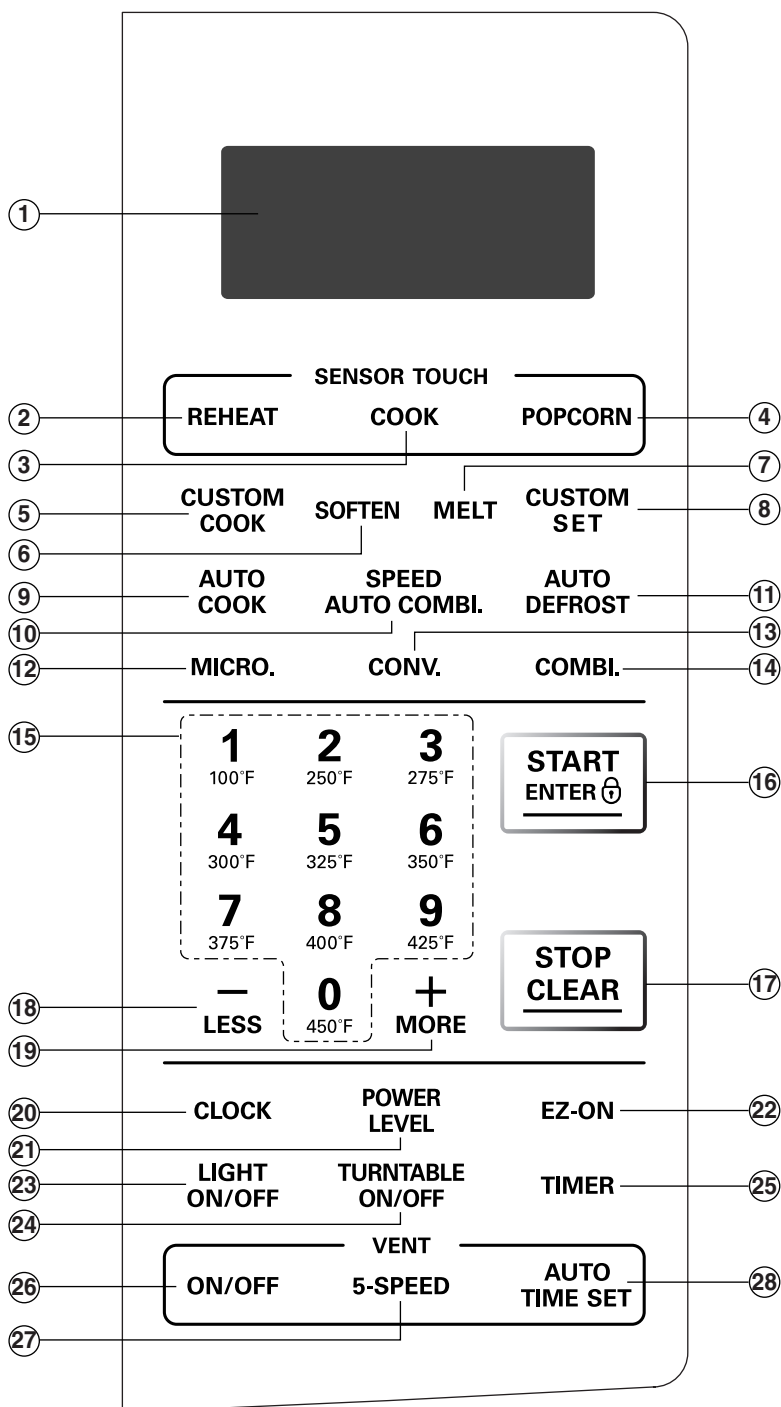 1
SENSOR TOUCH
2 REHEAT COOK POPCORN 4
3 7
5 CUSTOM COOK SOFTEN MELT CUSTOM SET 8
6
9 AUTO COOK SPEED AUTO COMBI. AUTO DEFROST 11
10 13
12 MICRO. CONV. COMBI. 14
15 1 2 3 START
100°F 250°F 275°F ENTER 16
4 5 6
300°F 325°F 350°F
7 8 9 STOP
375°F 400°F 425°F CLEAR 17
18 − 0 +
LESS 450°F MORE
19
20 CLOCK POWER LEVEL EZ-ON 22
21
23 LIGHT ON/OFF TURNTABLE ON/OFF TIMER 25
24
VENT
26 ON/OFF 5-SPEED AUTO TIME SET 28
27